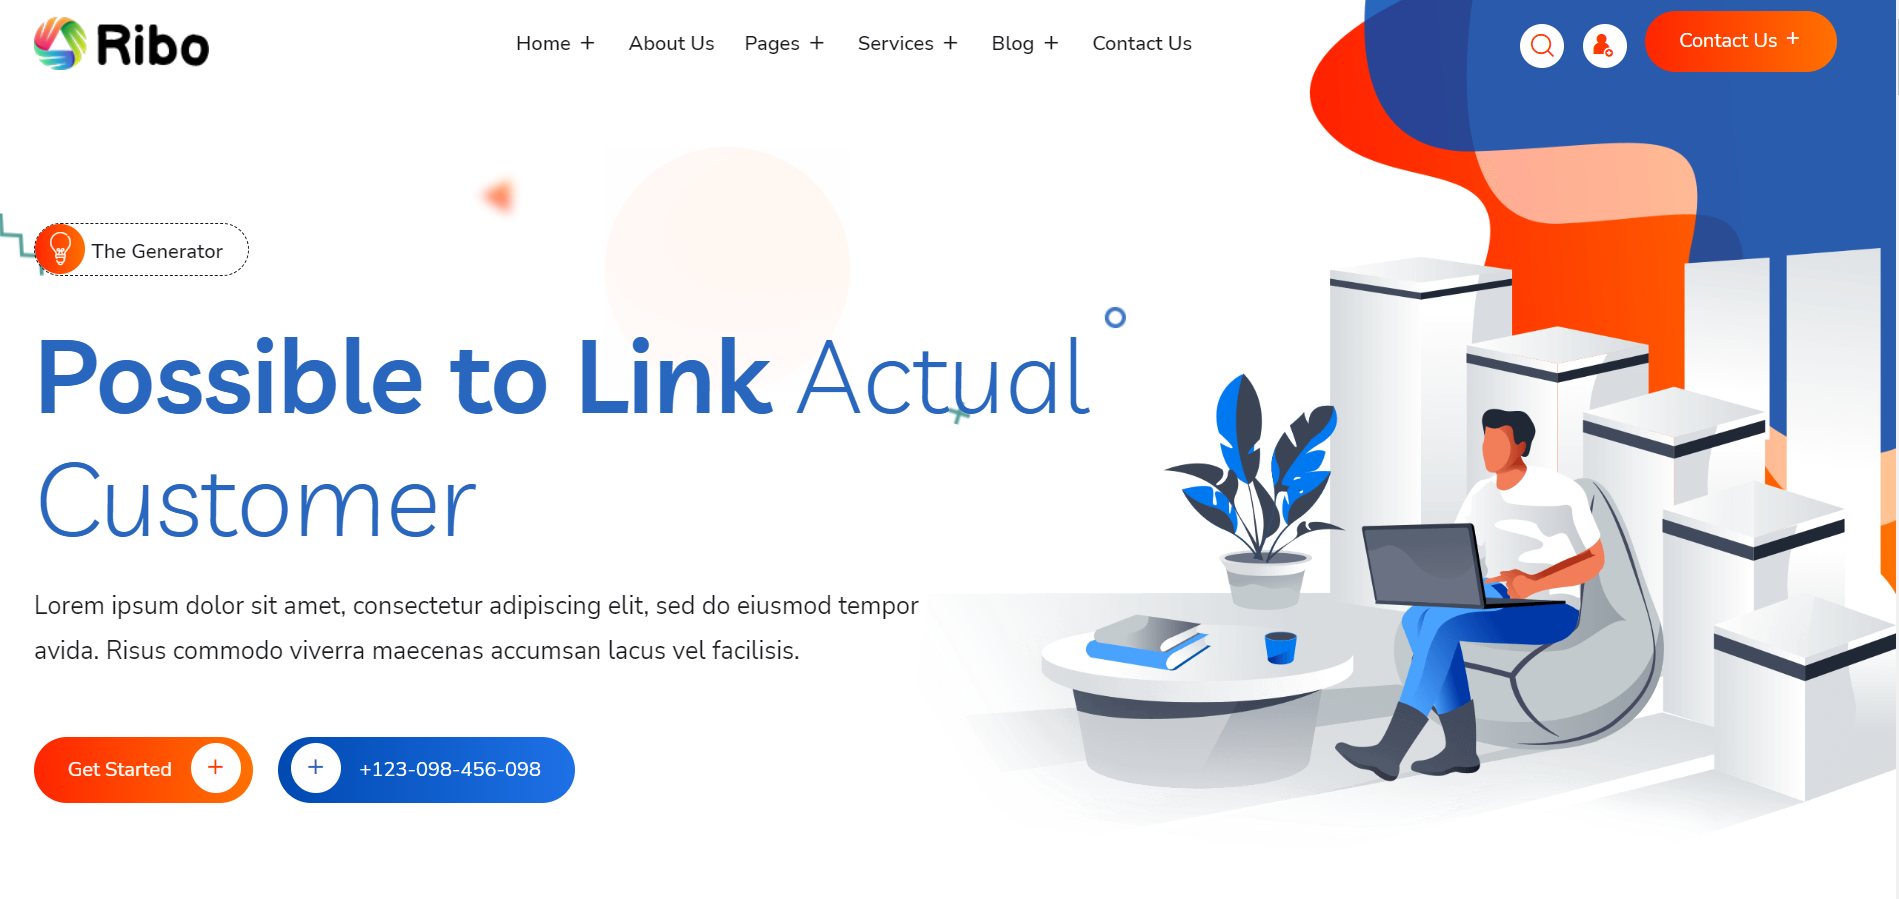 Ribo
Home + About Us Pages + Services + Blog + Contact Us
Contact Us +
The Generator
Possible to Link Actual
Customer
Lorem ipsum dolor sit amet, consectetur adipiscing elit, sed do eiusmod tempor
avida. Risus commodo viverra maecenas accumsan lacus vel facilisis.
Get Started +
+ +123-098-456-098